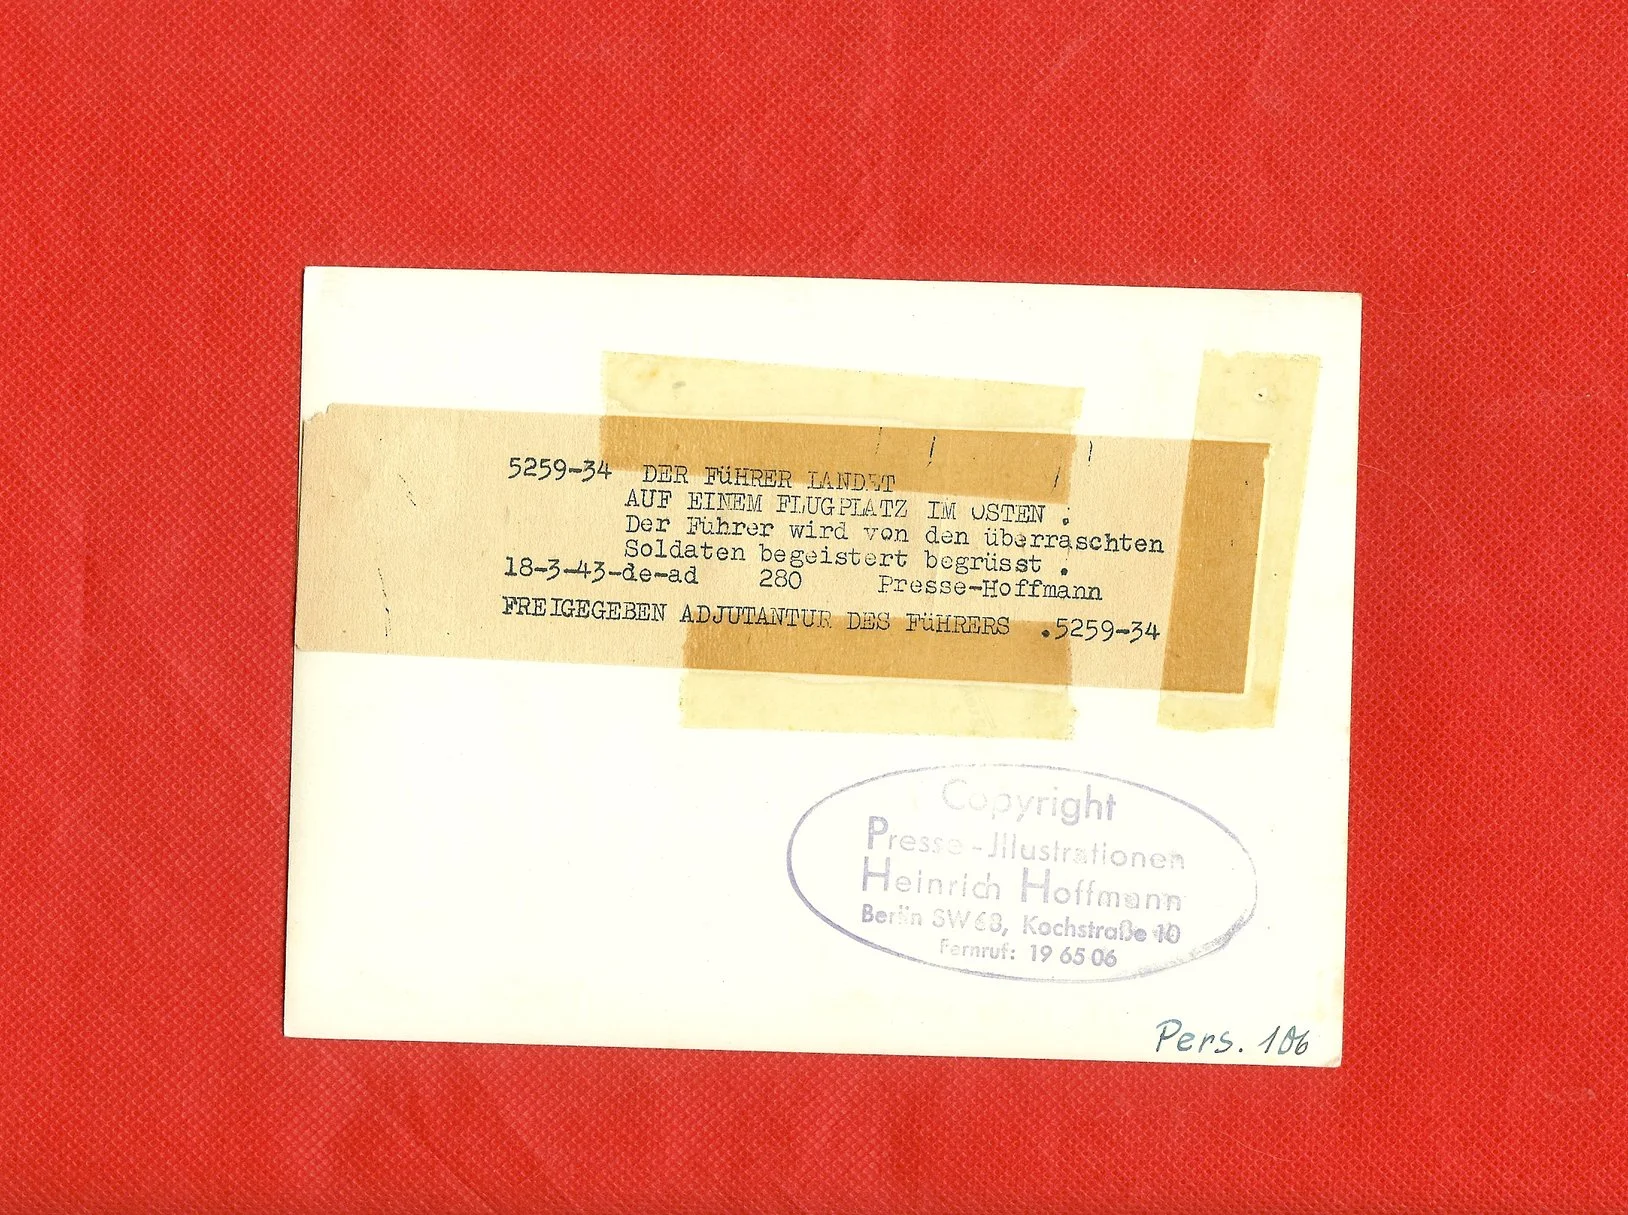 5259-34 DER FüHRER LANDET
AUF EINEM FLUGPLATZ IM OSTEN .
Der Führer wird von den überraschten
Soldaten begeistert begrüsst .
18-3-43-de-ad 280 Presse-Hoffmann
FREIGEGEBEN ADJUTANTUR DES FüHRERS .5259-34
Copyright
Presse-Jllustrationen
Heinrich Hoffmann
Berlin SW68, Kochstraße 10
Fernruf: 19 65 06
Pers. 106